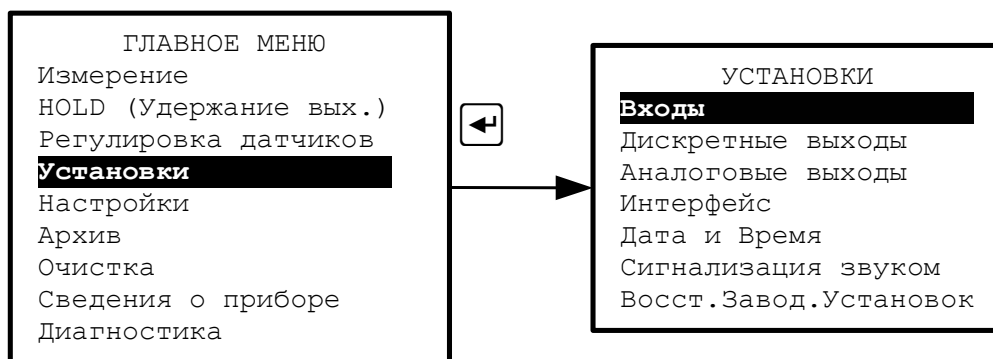 ГЛАВНОЕ МЕНЮ
Измерение
HOLD (Удержание вых.)
Регулировка датчиков
Установки
Настройки
Архив
Очистка
Сведения о приборе
Диагностика
УСТАНОВКИ
Входы
Дискретные выходы
Аналоговые выходы
Интерфейс
Дата и Время
Сигнализация звуком
Восст.Завод.Установок